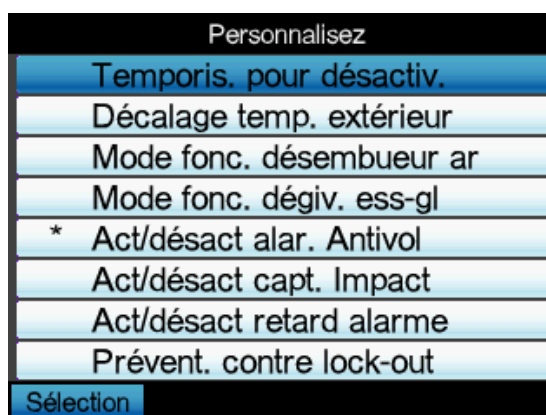 Personnalisez
Temporis. pour désactiv.
Décalage temp. extérieur
Mode fonc. désembueur ar
Mode fonc. dégiv. ess-gl
* Act/désact alar. Antivol
Act/désact capt. Impact
Act/désact retard alarme
Prévent. contre lock-out
Sélection